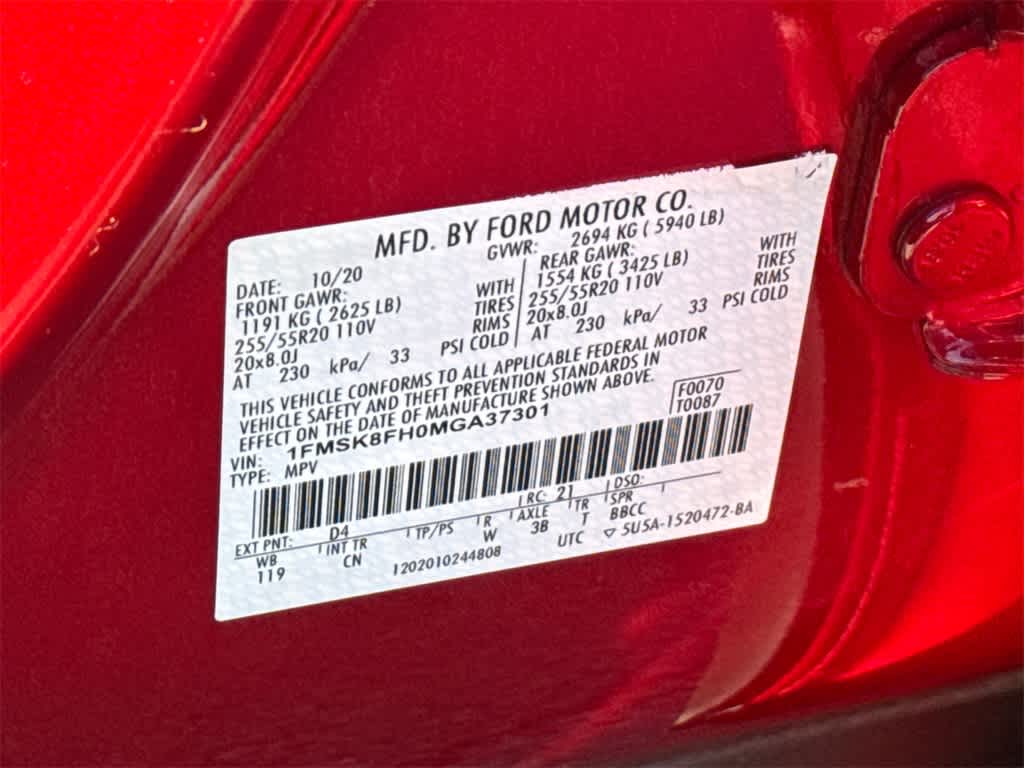 MFD. BY FORD MOTOR CO.
DATE: 10/20 GVWR: 2694 KG ( 5940 LB)
FRONT GAWR: REAR GAWR:
1191 KG ( 2625 LB) WITH 1554 KG ( 3425 LB) WITH
255/55R20 110V TIRES 255/55R20 110V TIRES
20x8.0J RIMS 20x8.0J RIMS
AT 230 kPa/ 33 PSI COLD AT 230 kPa/ 33 PSI COLD
THIS VEHICLE CONFORMS TO ALL APPLICABLE FEDERAL MOTOR
VEHICLE SAFETY AND THEFT PREVENTION STANDARDS IN
EFFECT ON THE DATE OF MANUFACTURE SHOWN ABOVE.
VIN: 1FMSK8FH0MGA37301 F0070
TYPE: MPV T0087
EXT PNT: D4 RC: 21 DSO:
WB INT TR TP/PS R AXLE TR SPR
119 CN W 3B T BBCC
1202010244808 UTC ▽ 5U5A-1520472-BA